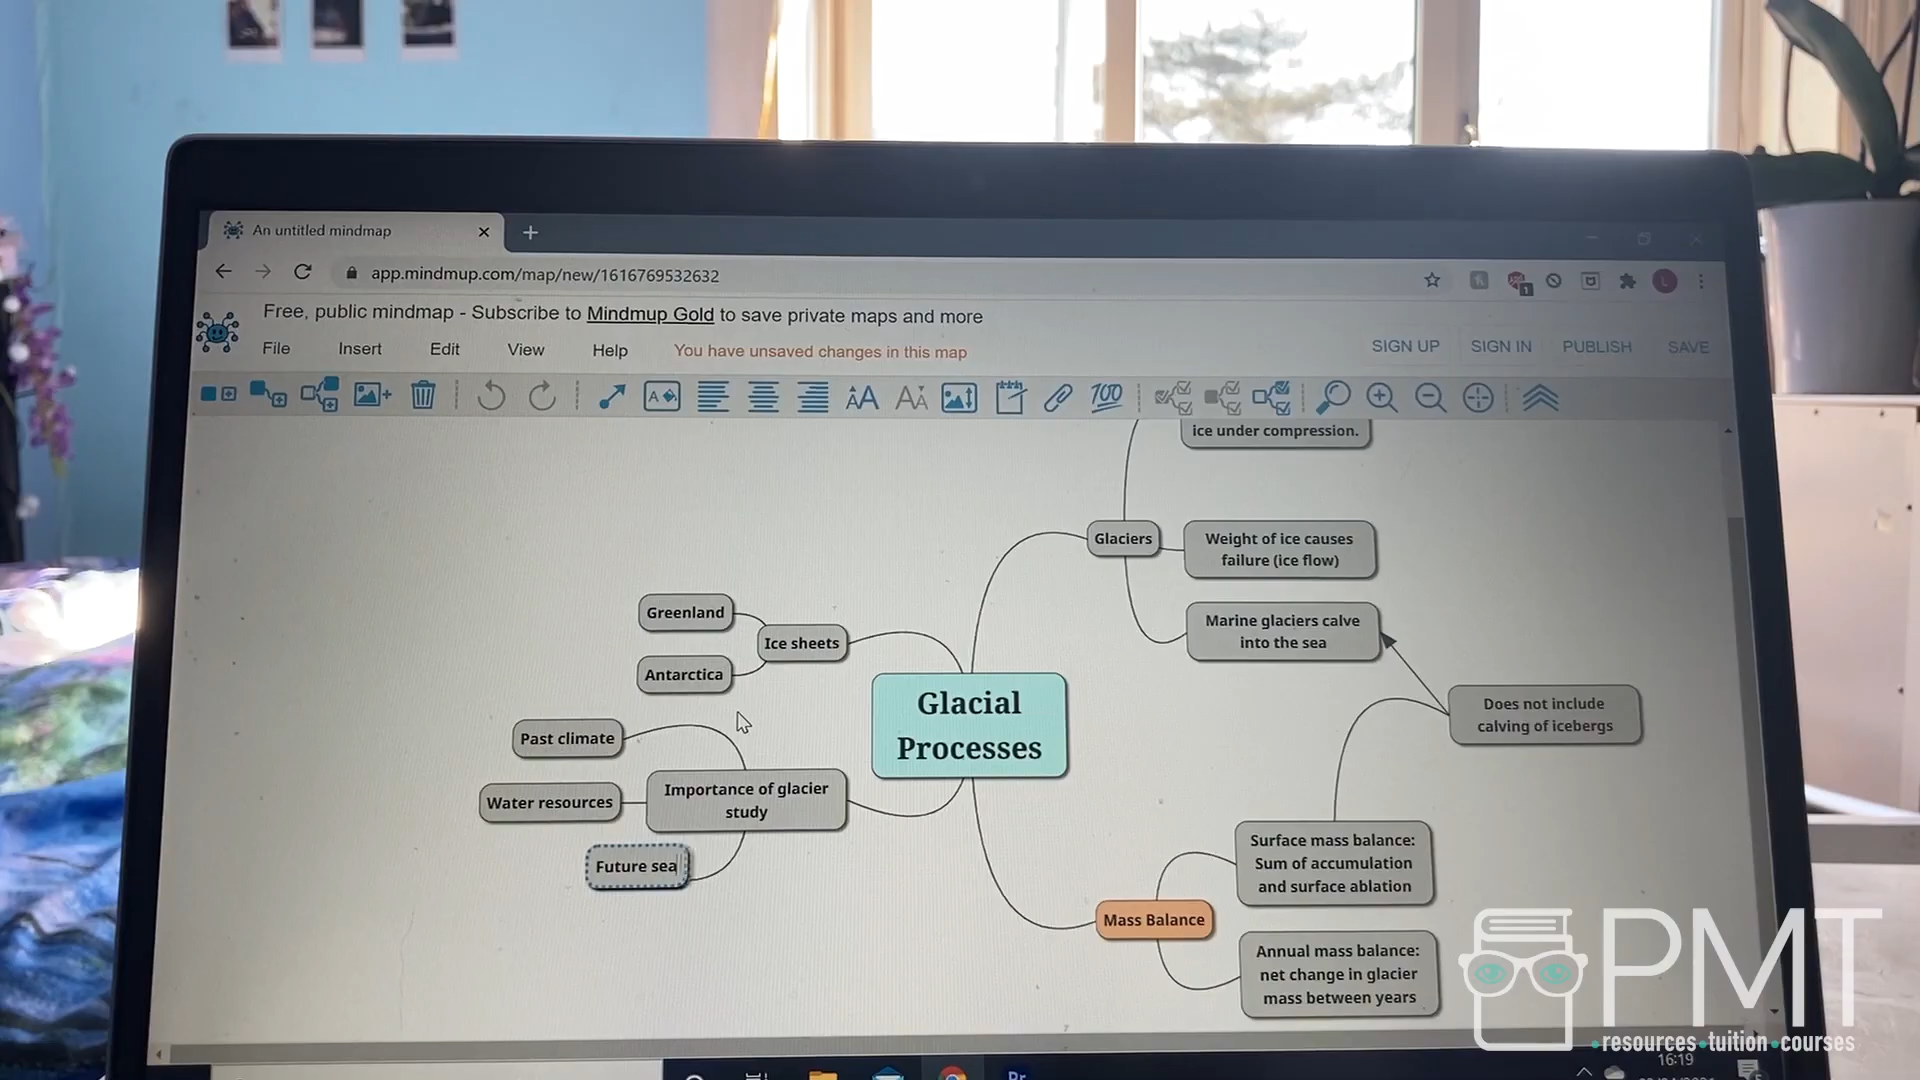 An untitled mindmap
app.mindmup.com/map/new/1616769532632
Free, public mindmap - Subscribe to Mindmup Gold to save private maps and more
File Insert Edit View Help You have unsaved changes in this map
SIGN UP SIGN IN PUBLISH SAVE
ice under compression.
Glaciers
Weight of ice causes
failure (ice flow)
Marine glaciers calve
into the sea
Greenland
Ice sheets
Antarctica
Glacial
Processes
Does not include
calving of icebergs
Past climate
Importance of glacier
study
Water resources
Future sea
Surface mass balance:
Sum of accumulation
and surface ablation
Mass Balance
Annual mass balance:
net change in glacier
mass between years
PMT
resources•tuition•courses
16:19